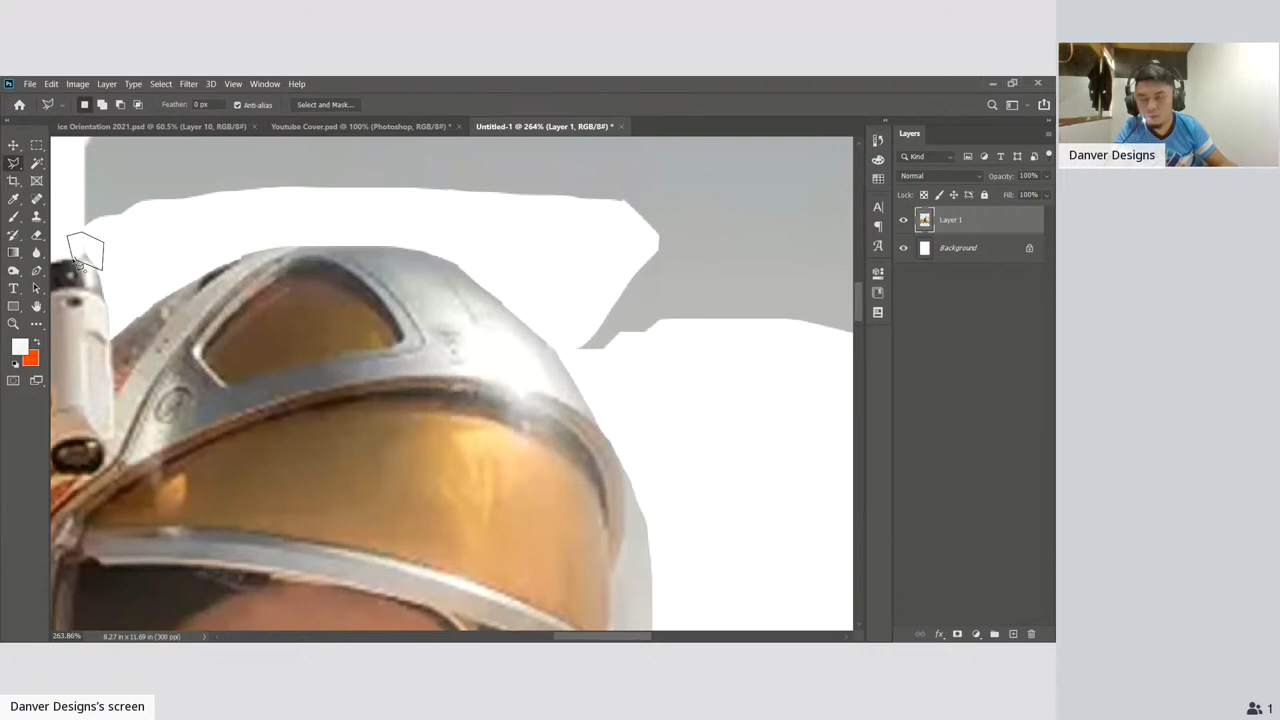 Ps File Edit Image Layer Type Select Filter 3D View Window Help
Feather: 0 px Anti-alias Select and Mask...
ice Orientation 2021.psd @ 60.5% (Layer 10, RGB/8#) × Youtube Cover.psd @ 100% (Photoshop, RGB/8#) * × Untitled-1 @ 264% (Layer 1, RGB/8#) * ×
Layers
Kind
Normal Opacity: 100%
Lock: Fill: 100%
Layer 1
Background
263.86% 8.27 in x 11.69 in (300 ppi)
Danver Designs
Danver Designs's screen
1